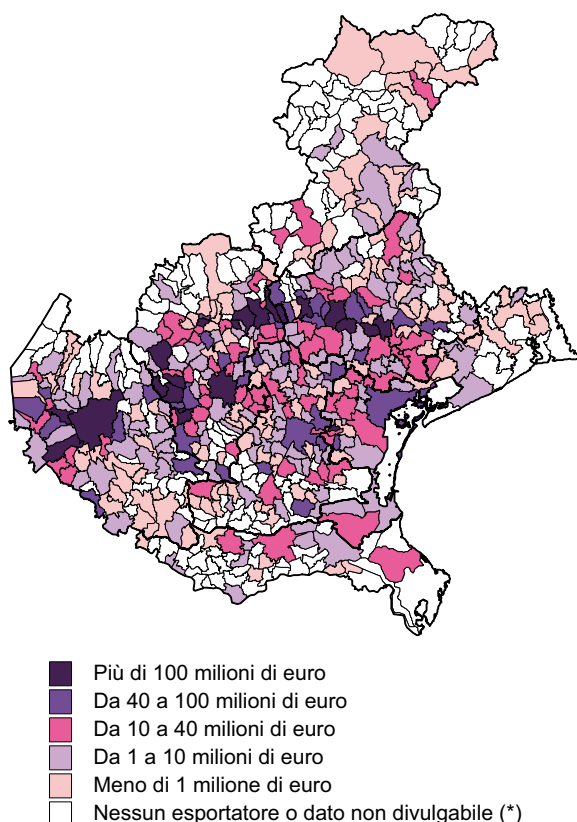 Più di 100 milioni di euro
Da 40 a 100 milioni di euro
Da 10 a 40 milioni di euro
Da 1 a 10 milioni di euro
Meno di 1 milione di euro
Nessun esportatore o dato non divulgabile (*)